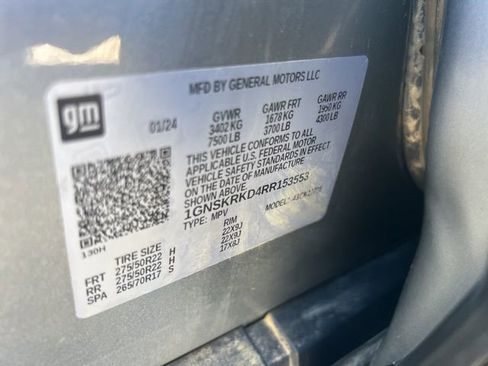 MFD BY GENERAL MOTORS LLC
gm
01/24
GVWR GAWR FRT GAWR RR
3402 KG 1678 KG 1950 KG
7500 LB 3700 LB 4300 LB
THIS VEHICLE CONFORMS TO ALL
APPLICABLE U.S. FEDERAL MOTOR
VEHICLE SAFETY STANDARDS IN EFFECT
ON THE DATE OF MANUFACTURE
SHOWN ABOVE.
1GNSKRKD4RR153553
TYPE: MPV MODEL:
130H
TIRE SIZE RIM
FRT 275/50R22 H 22X9J
RR 275/50R22 H 22X9J
SPA 265/70R17 S 17X8J